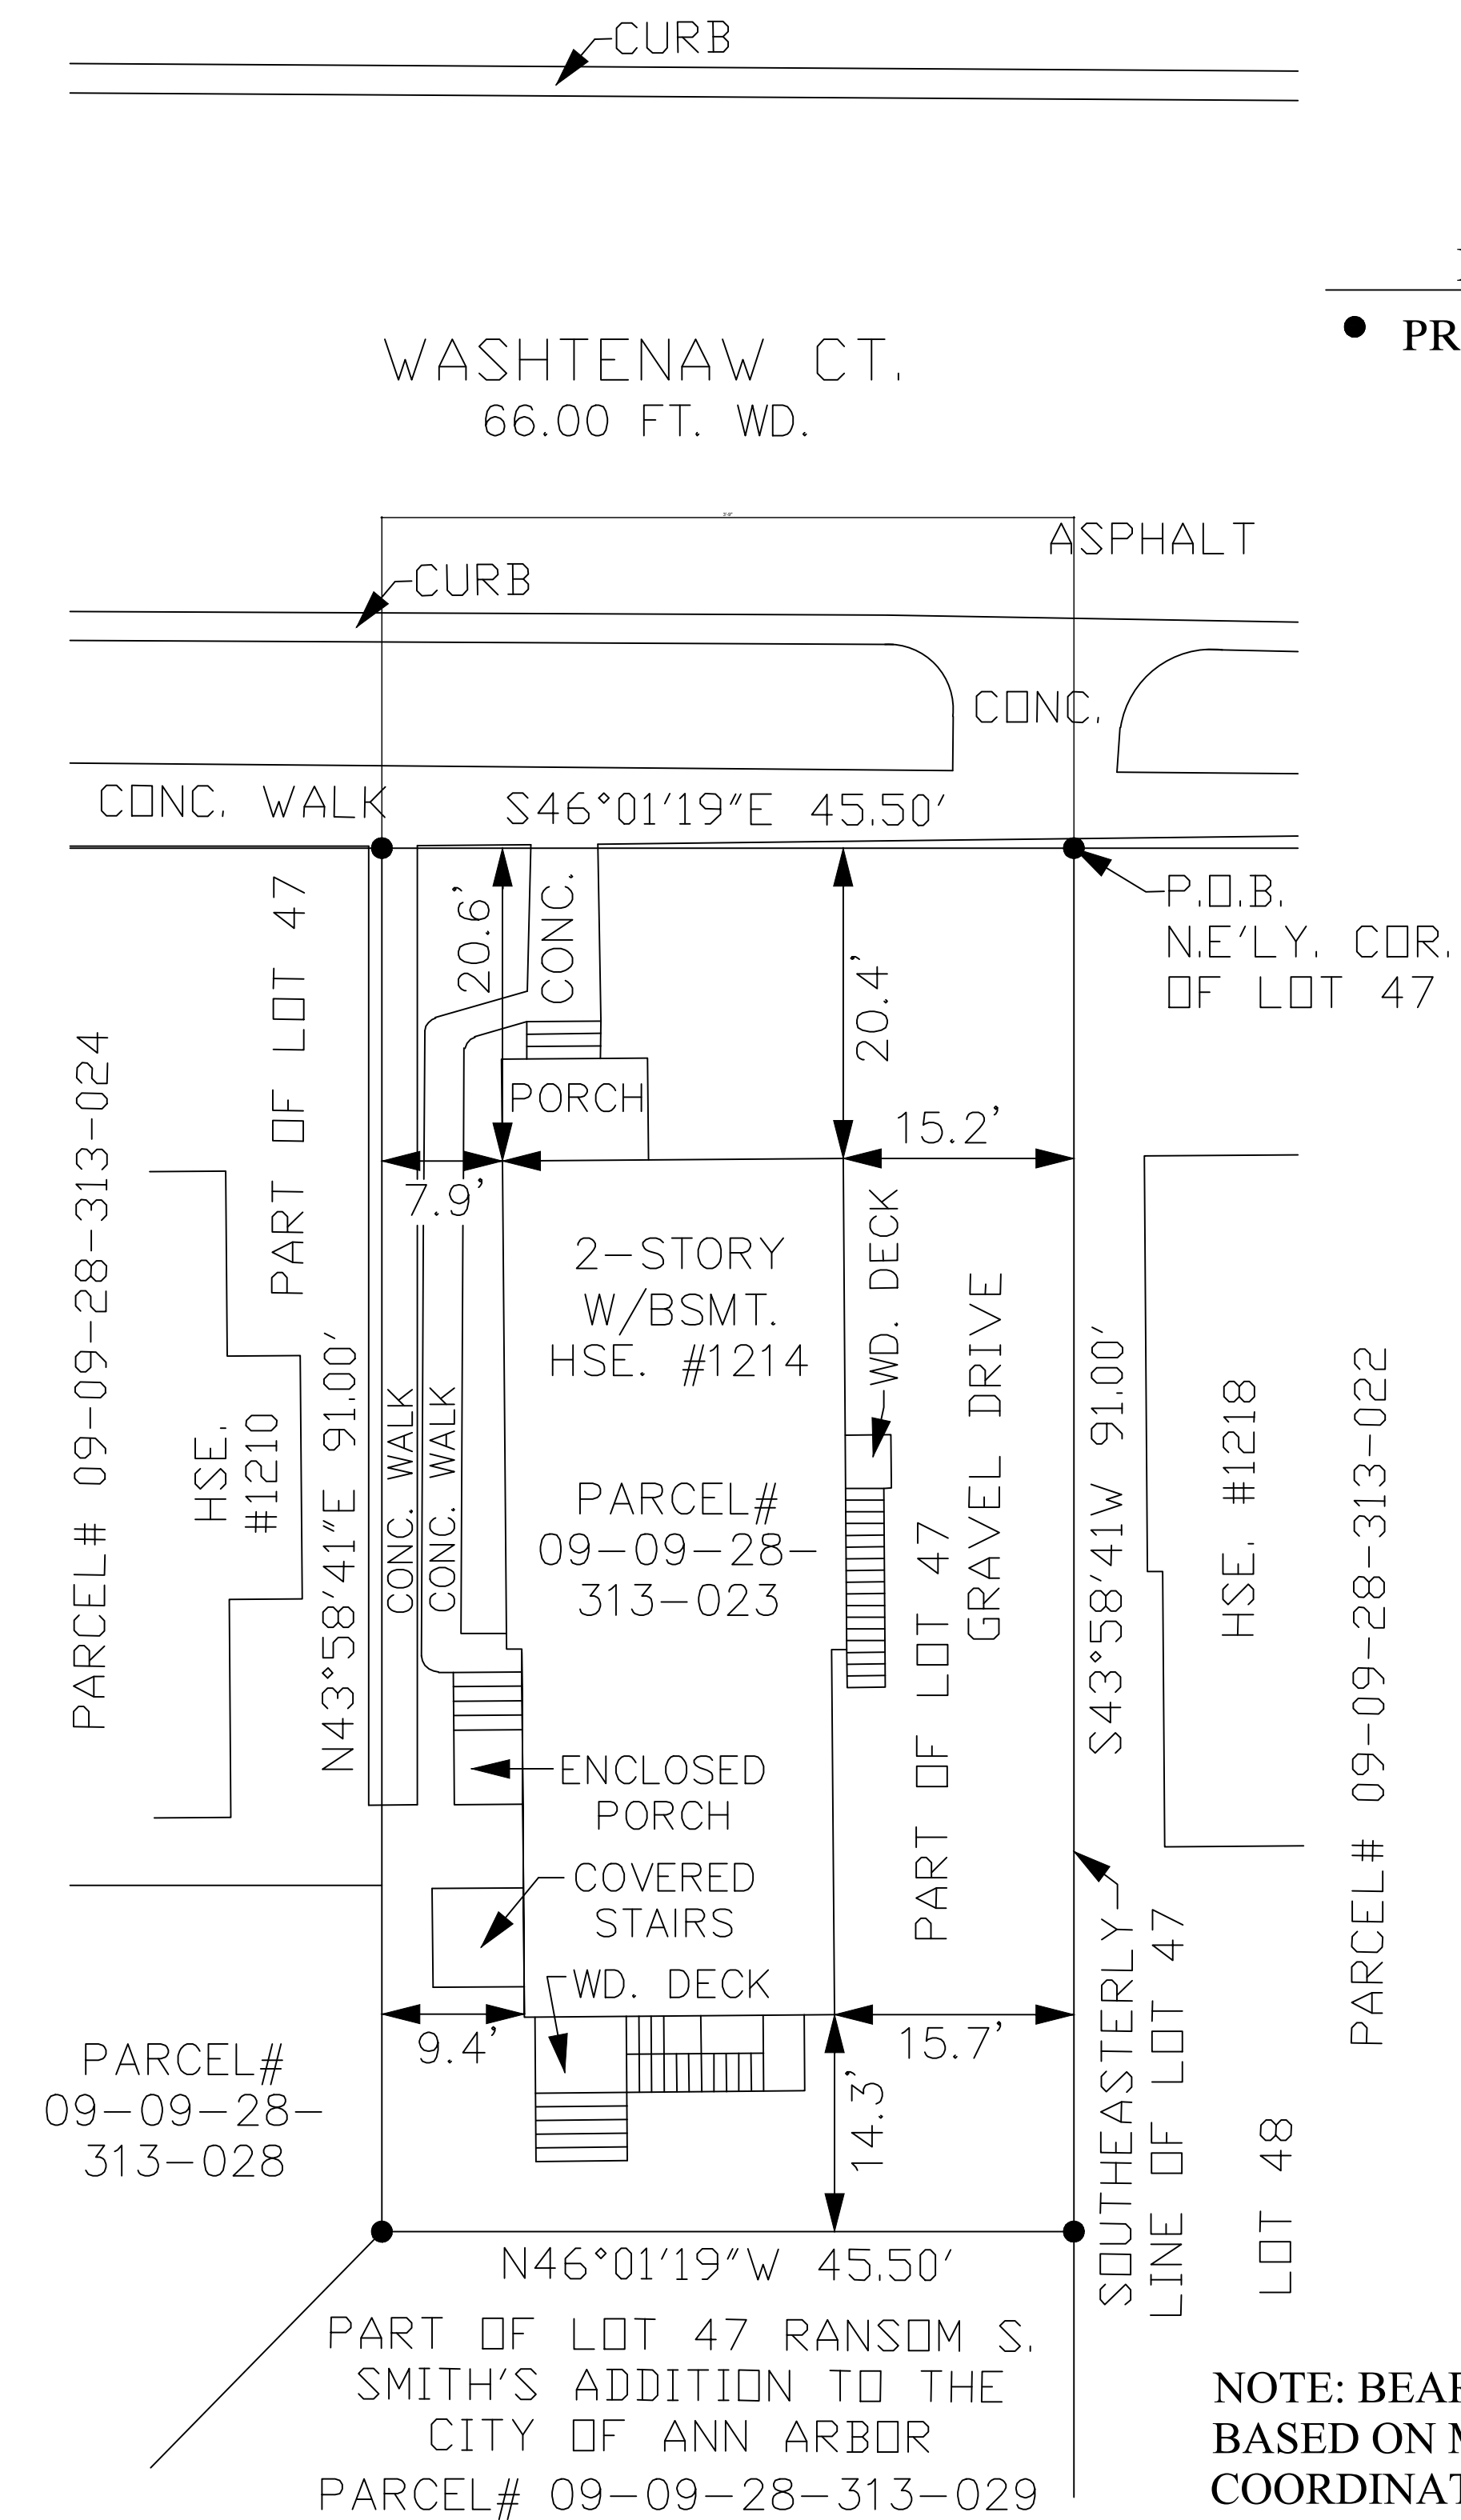 CURB
PR
WASHTENAW CT.
66.00 FT. WD.
ASPHALT
CURB
CONC.
CONC. WALK
S46°01'19"E 45.50'
P.O.B.
N.E'LY. COR.
OF LOT 47
20.6'
CONC.
20.4'
PORCH
15.2'
7.9'
PART OF LOT 47
PARCEL# 09-09-28-313-024
HSE.
#1210
N43°58'41"E 91.00'
CONC. WALK
CONC. WALK
2-STORY
W/BSMT.
HSE. #1214
PARCEL#
09-09-28-
313-023
WD. DECK
GRAVEL DRIVE
PART OF LOT 47
S43°58'41W 91.00'
HSE. #1218
PARCEL# 09-09-28-313-022
ENCLOSED
PORCH
COVERED
STAIRS
WD. DECK
9.4'
15.7'
14.3'
PARCEL#
09-09-28-
313-028
SOUTHEASTERLY
LINE OF LOT 47
LOT 48
N46°01'19"W 45.50'
PART OF LOT 47 RANSOM S.
SMITH'S ADDITION TO THE
CITY OF ANN ARBOR
PARCEL# 09-09-28-313-029
NOTE: BEAR
BASED ON
COORDINAT